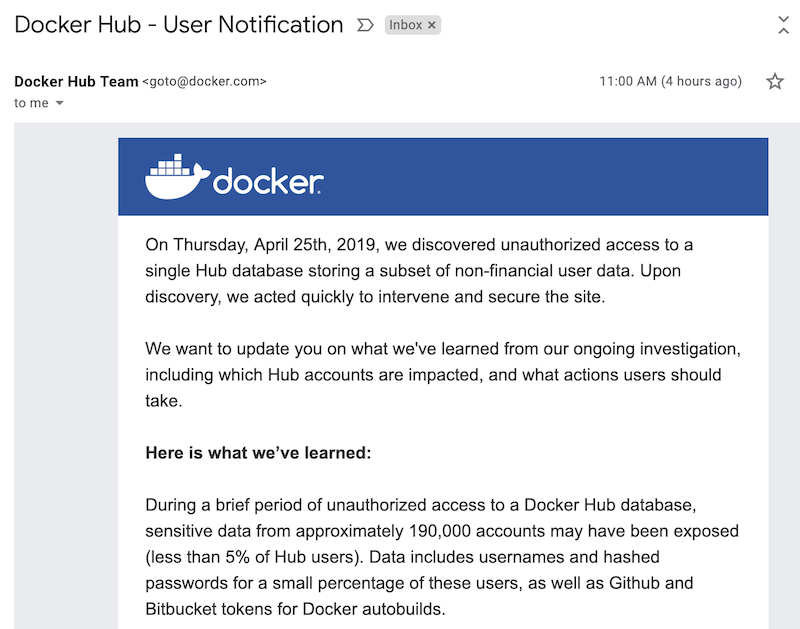 Docker Hub - User Notification Inbox ×
Docker Hub Team <goto@docker.com> 11:00 AM (4 hours ago)
to me
docker
On Thursday, April 25th, 2019, we discovered unauthorized access to a
single Hub database storing a subset of non-financial user data. Upon
discovery, we acted quickly to intervene and secure the site.
We want to update you on what we've learned from our ongoing investigation,
including which Hub accounts are impacted, and what actions users should
take.
Here is what we’ve learned:
During a brief period of unauthorized access to a Docker Hub database,
sensitive data from approximately 190,000 accounts may have been exposed
(less than 5% of Hub users). Data includes usernames and hashed
passwords for a small percentage of these users, as well as Github and
Bitbucket tokens for Docker autobuilds.